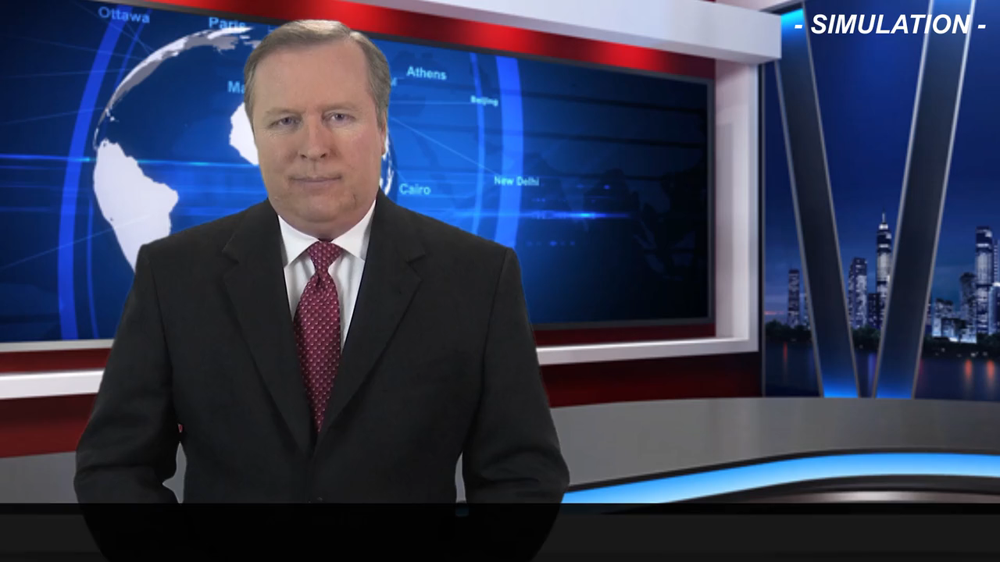 - SIMULATION -
Ottawa
Paris
Athens
Beijing
Cairo
New Delhi